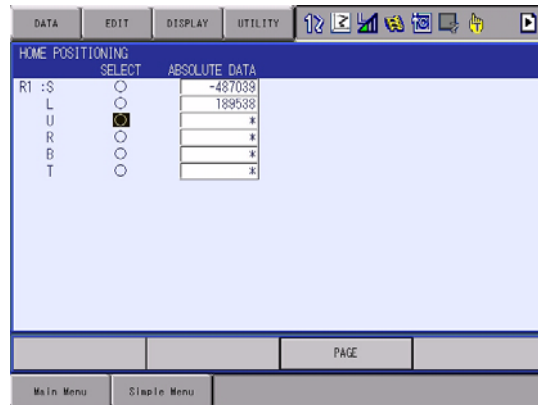 DATA EDIT DISPLAY UTILITY
HOME POSITIONING
SELECT ABSOLUTE DATA
R1 :S -487039
L 189538
U *
R *
B *
T *
PAGE
Main Menu Simple Menu